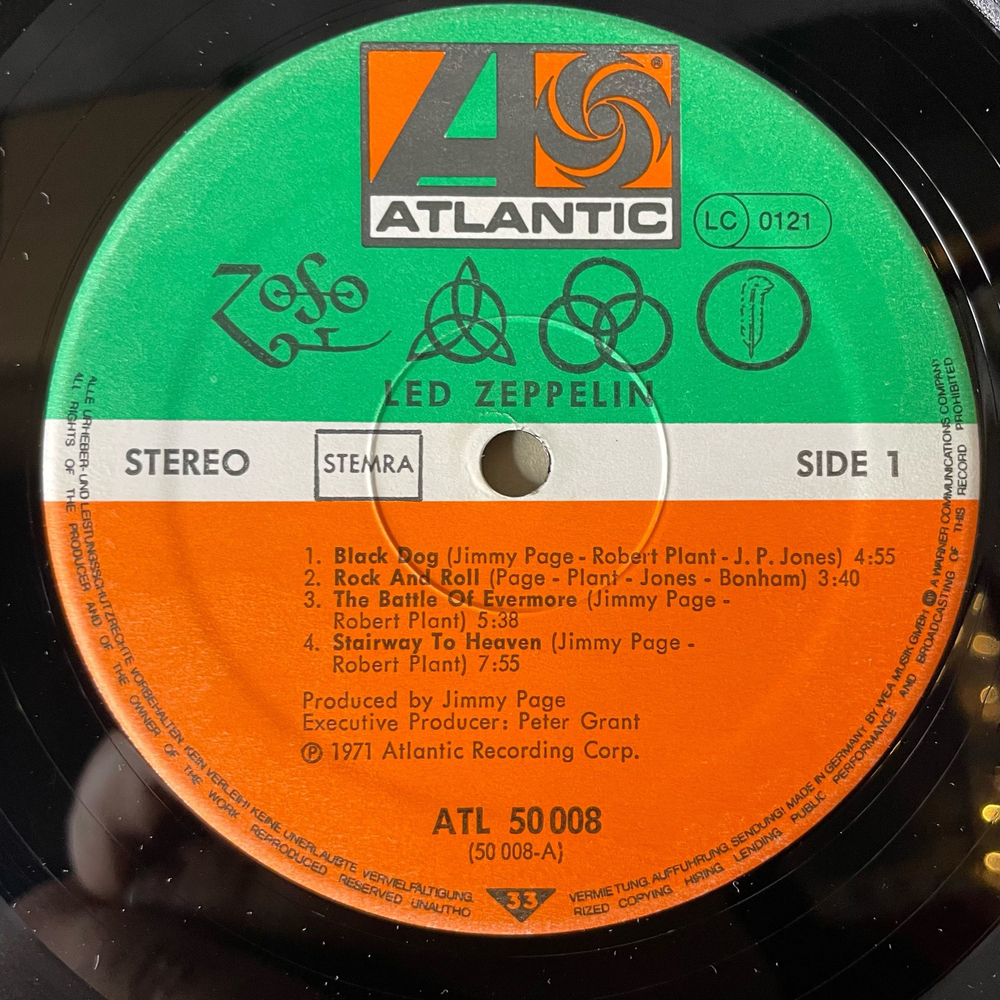 ATLANTIC
®
LC 0121
LED ZEPPELIN
STEREO
STEMRA
SIDE 1
1. Black Dog (Jimmy Page - Robert Plant - J. P. Jones) 4:55
2. Rock And Roll (Page - Plant - Jones - Bonham) 3:40
3. The Battle Of Evermore (Jimmy Page -
Robert Plant) 5:38
4. Stairway To Heaven (Jimmy Page -
Robert Plant) 7:55
Produced by Jimmy Page
Executive Producer: Peter Grant
℗ 1971 Atlantic Recording Corp.
ATL 50 008
(50 008-A)
33
ALLE URHEBER- UND LEISTUNGSSCHUTZRECHTE VORBEHALTEN KEIN VERLEIH! KEINE UNERLAUBTE VERVIELFÄLTIGUNG,
VERMIETUNG, AUFFÜHRUNG, SENDUNG! MADE IN GERMANY BY WEA MUSIK GMBH A WARNER COMMUNICATIONS COMPANY
ALL RIGHTS OF THE PRODUCER AND OF THE OWNER OF THE WORK REPRODUCED RESERVED UNAUTHO
RIZED COPYING HIRING LENDING PUBLIC PERFORMANCE AND BROADCASTING OF THIS RECORD PROHIBITED